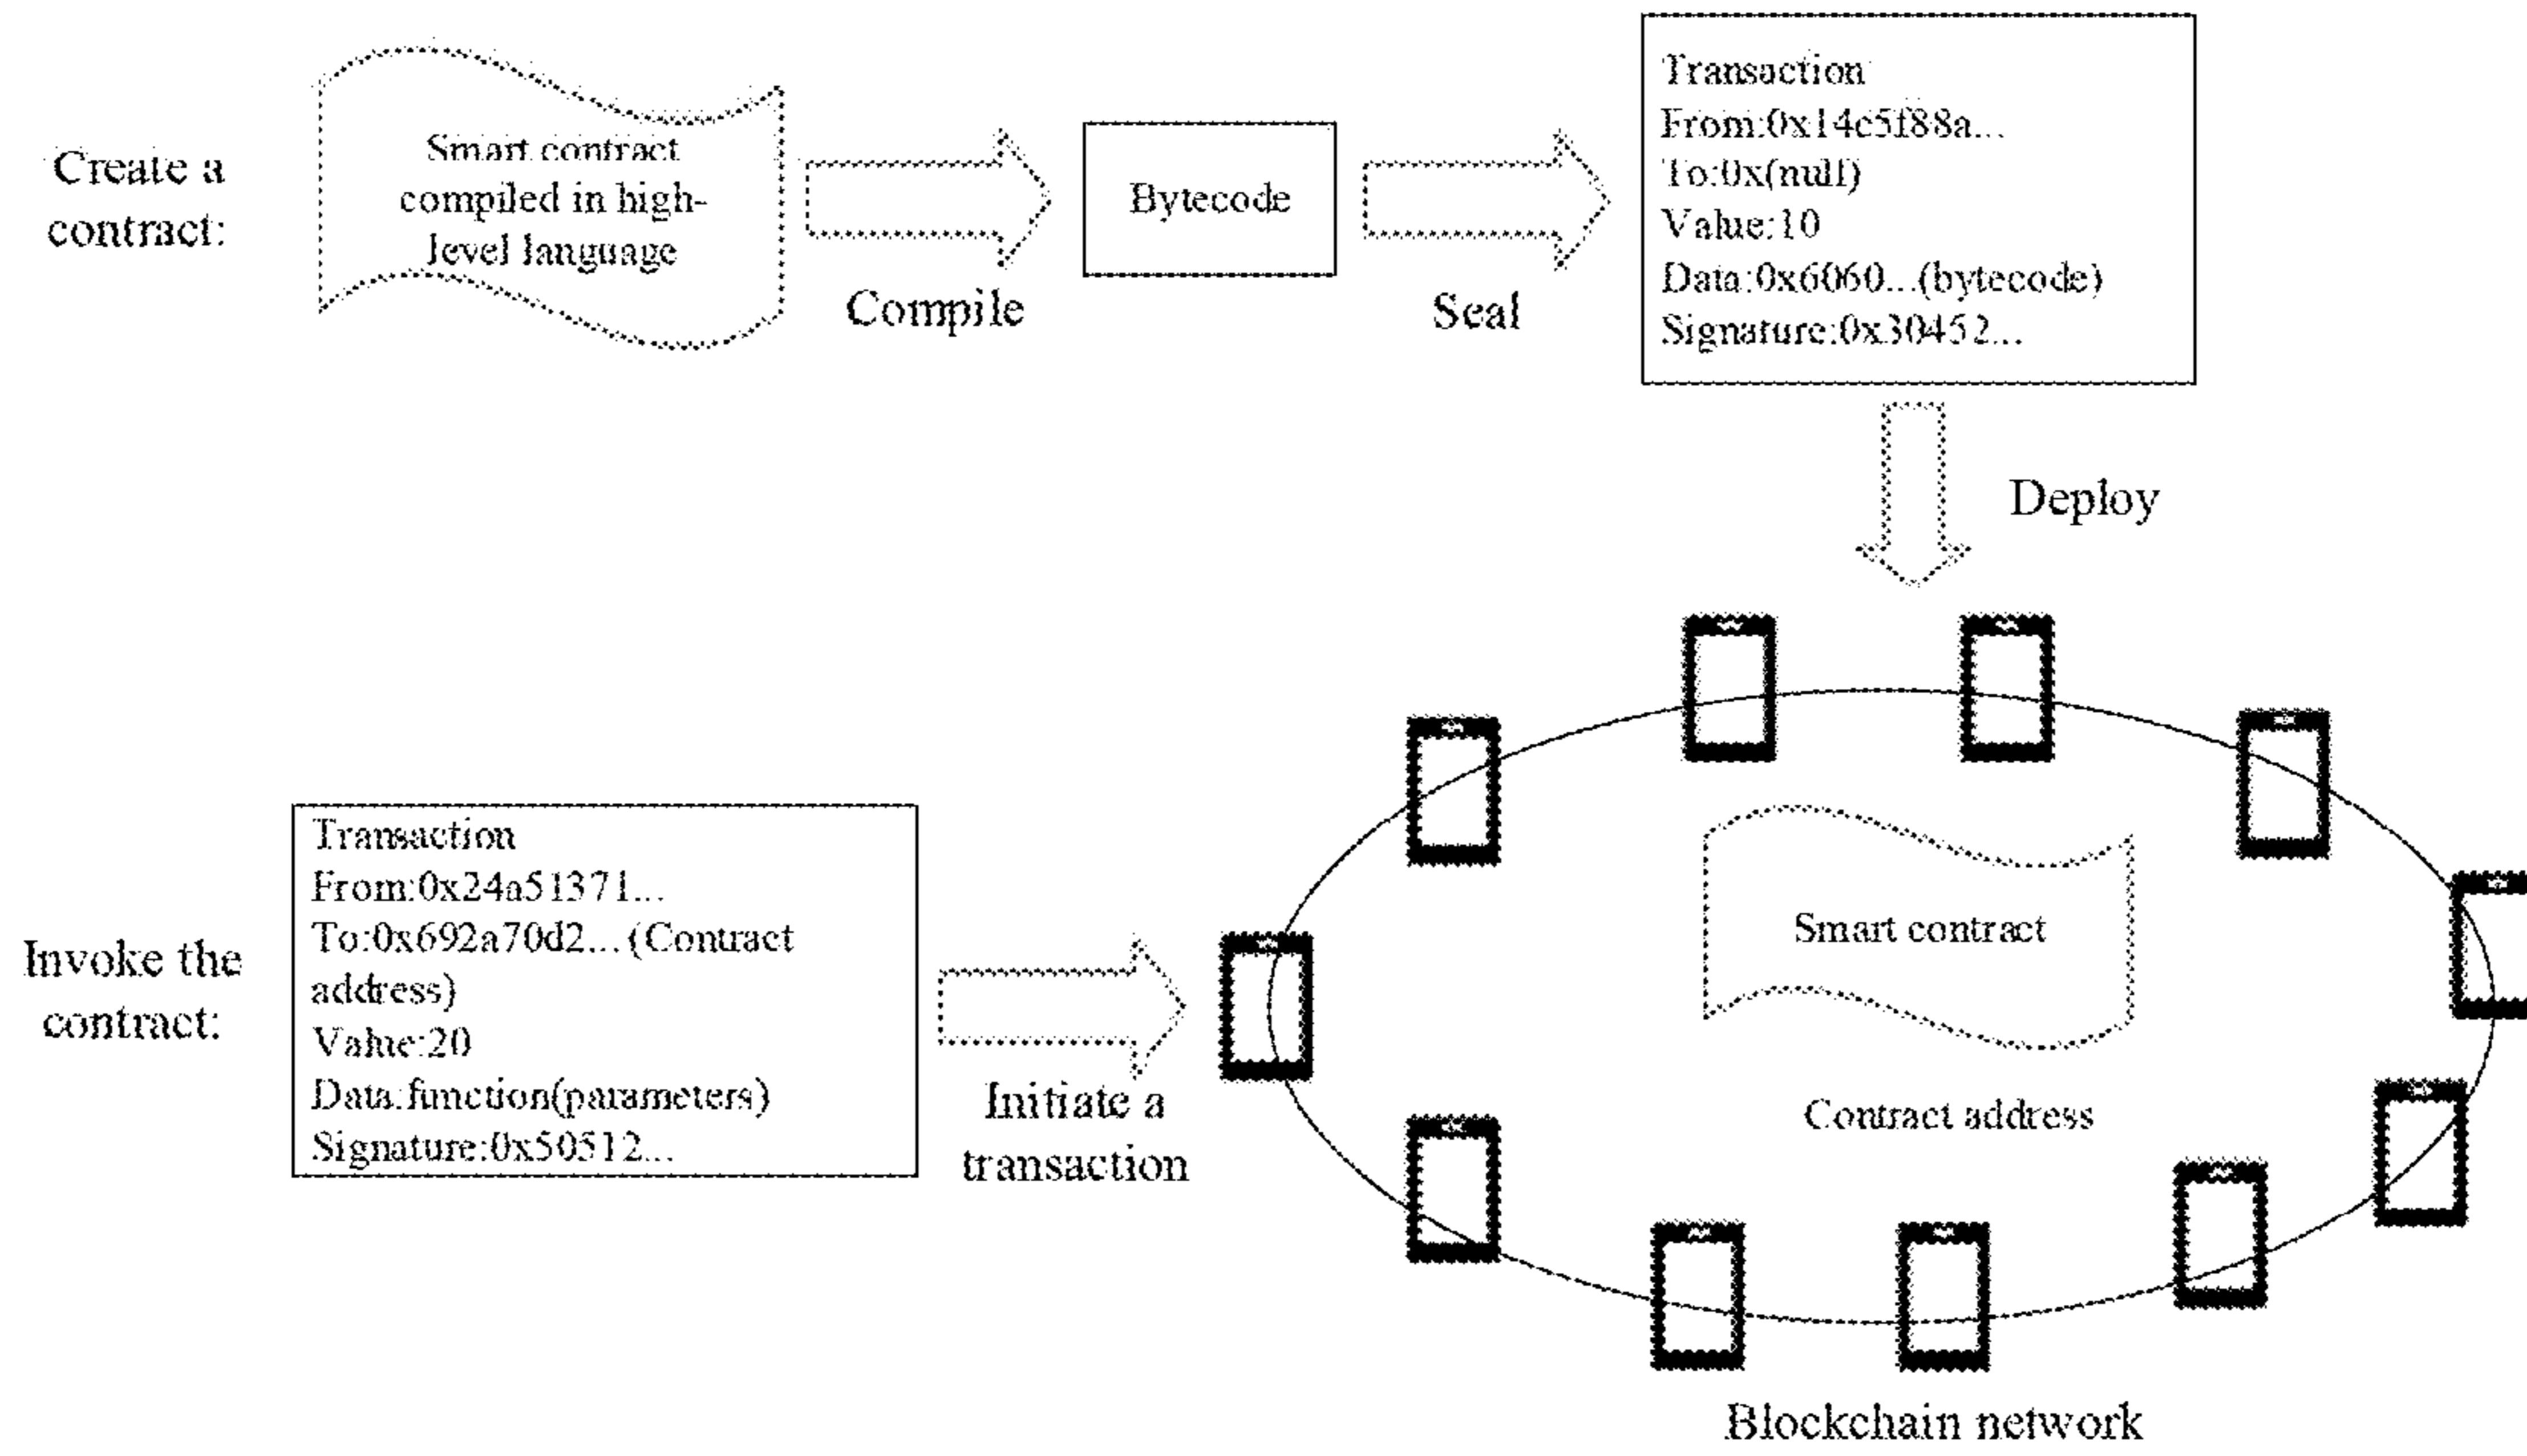 Create a
contract:
Smart contract
compiled in high-
level language
Compile
Bytecode
Seal
Transaction
From:0x14c5f88a...
To:0x(null)
Value:10
Data:0x6060...(bytecode)
Signature:0x30452...
Deploy
Invoke the
contract:
Transaction
From:0x24a51371...
To:0x692a70d2... (Contract
address)
Value:20
Data:function(parameters)
Signature:0x50512...
Initiate a
transaction
Smart contract
Contract address
Blockchain network